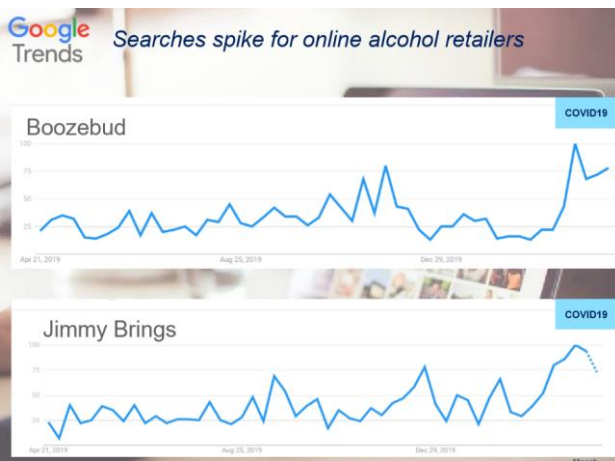 Google
Trends
Searches spike for online alcohol retailers
COVID19
Boozebud
100
75
50
25
Apr 21, 2019
Aug 25, 2019
Dec 29, 2019
COVID19
Jimmy Brings
100
75
50
25
Apr 21, 2019
Aug 25, 2019
Dec 29, 2019
March